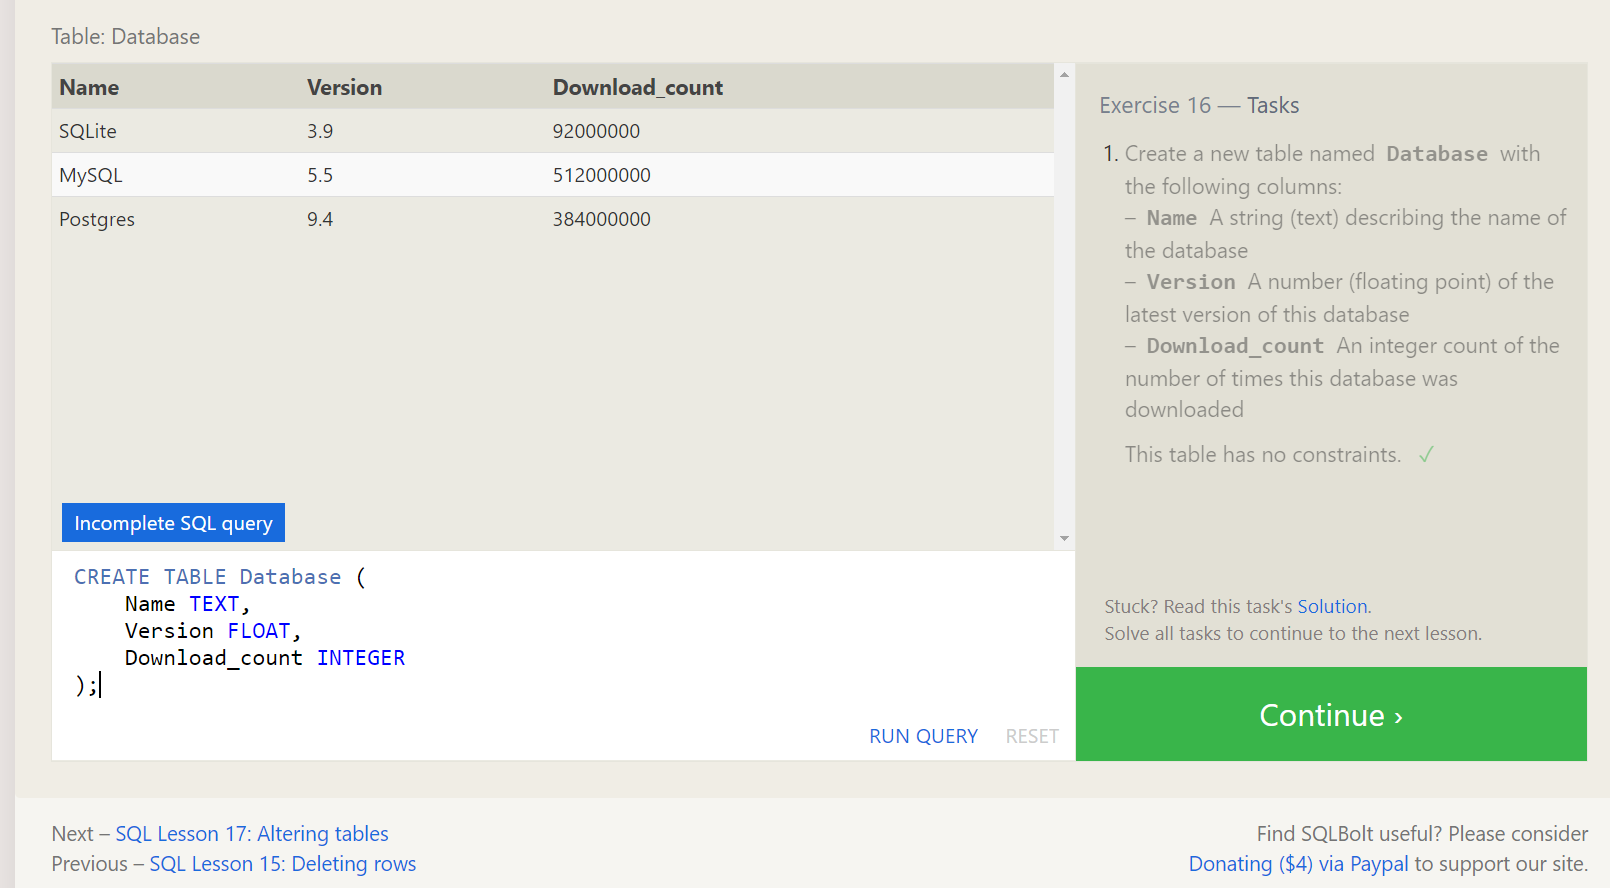 Table: Database
Name Version Download_count
SQLite 3.9 92000000
MySQL 5.5 512000000
Postgres 9.4 384000000
Incomplete SQL query
CREATE TABLE Database (
    Name TEXT,
    Version FLOAT,
    Download_count INTEGER
);
RUN QUERY RESET
Exercise 16 — Tasks
1. Create a new table named Database with
the following columns:
– Name A string (text) describing the name of
the database
– Version A number (floating point) of the
latest version of this database
– Download_count An integer count of the
number of times this database was
downloaded
This table has no constraints. ✓
Stuck? Read this task's Solution.
Solve all tasks to continue to the next lesson.
Continue ›
Next – SQL Lesson 17: Altering tables
Previous – SQL Lesson 15: Deleting rows
Find SQLBolt useful? Please consider
Donating ($4) via Paypal to support our site.